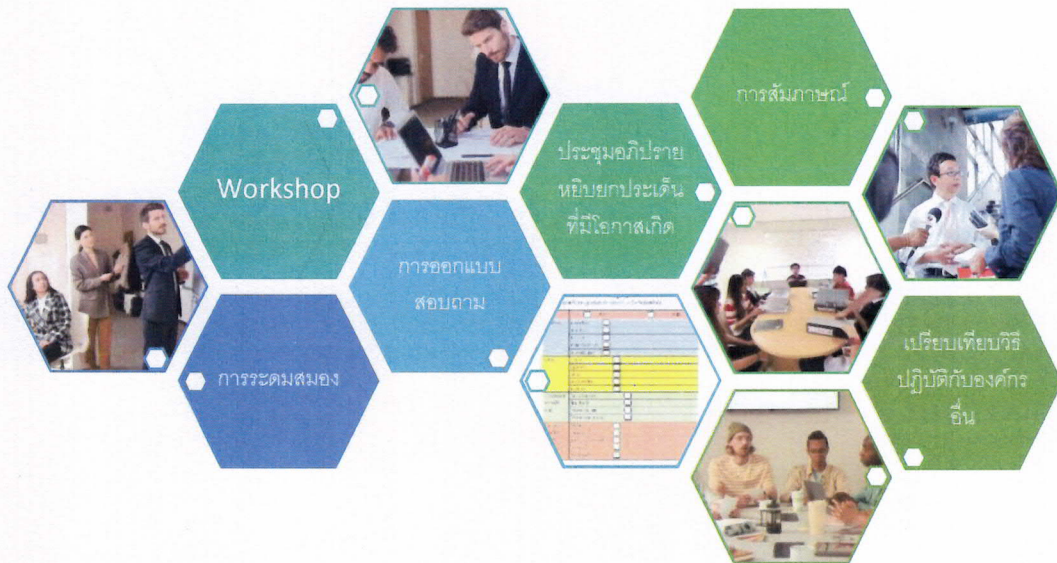 Workshop
การระดมสมอง
การออกแบบ
สอบถาม
ประชุมอภิปราย
หยิบยกประเด็น
ที่มีโอกาสเกิด
การสัมภาษณ์
เปรียบเทียบวิธี
ปฏิบัติกับองค์กร
อื่น